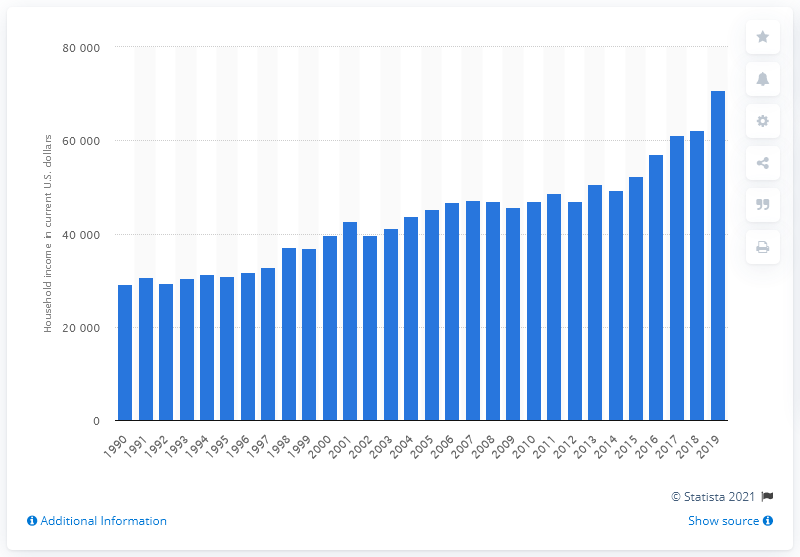 80 000
60 000
40 000
20 000
0
Household income in current U.S. dollars
1990 1991 1992 1993 1994 1995 1996 1997 1998 1999 2000 2001 2002 2003 2004 2005 2006 2007 2008 2009 2010 2011 2012 2013 2014 2015 2016 2017 2018 2019
© Statista 2021
Additional Information
Show source